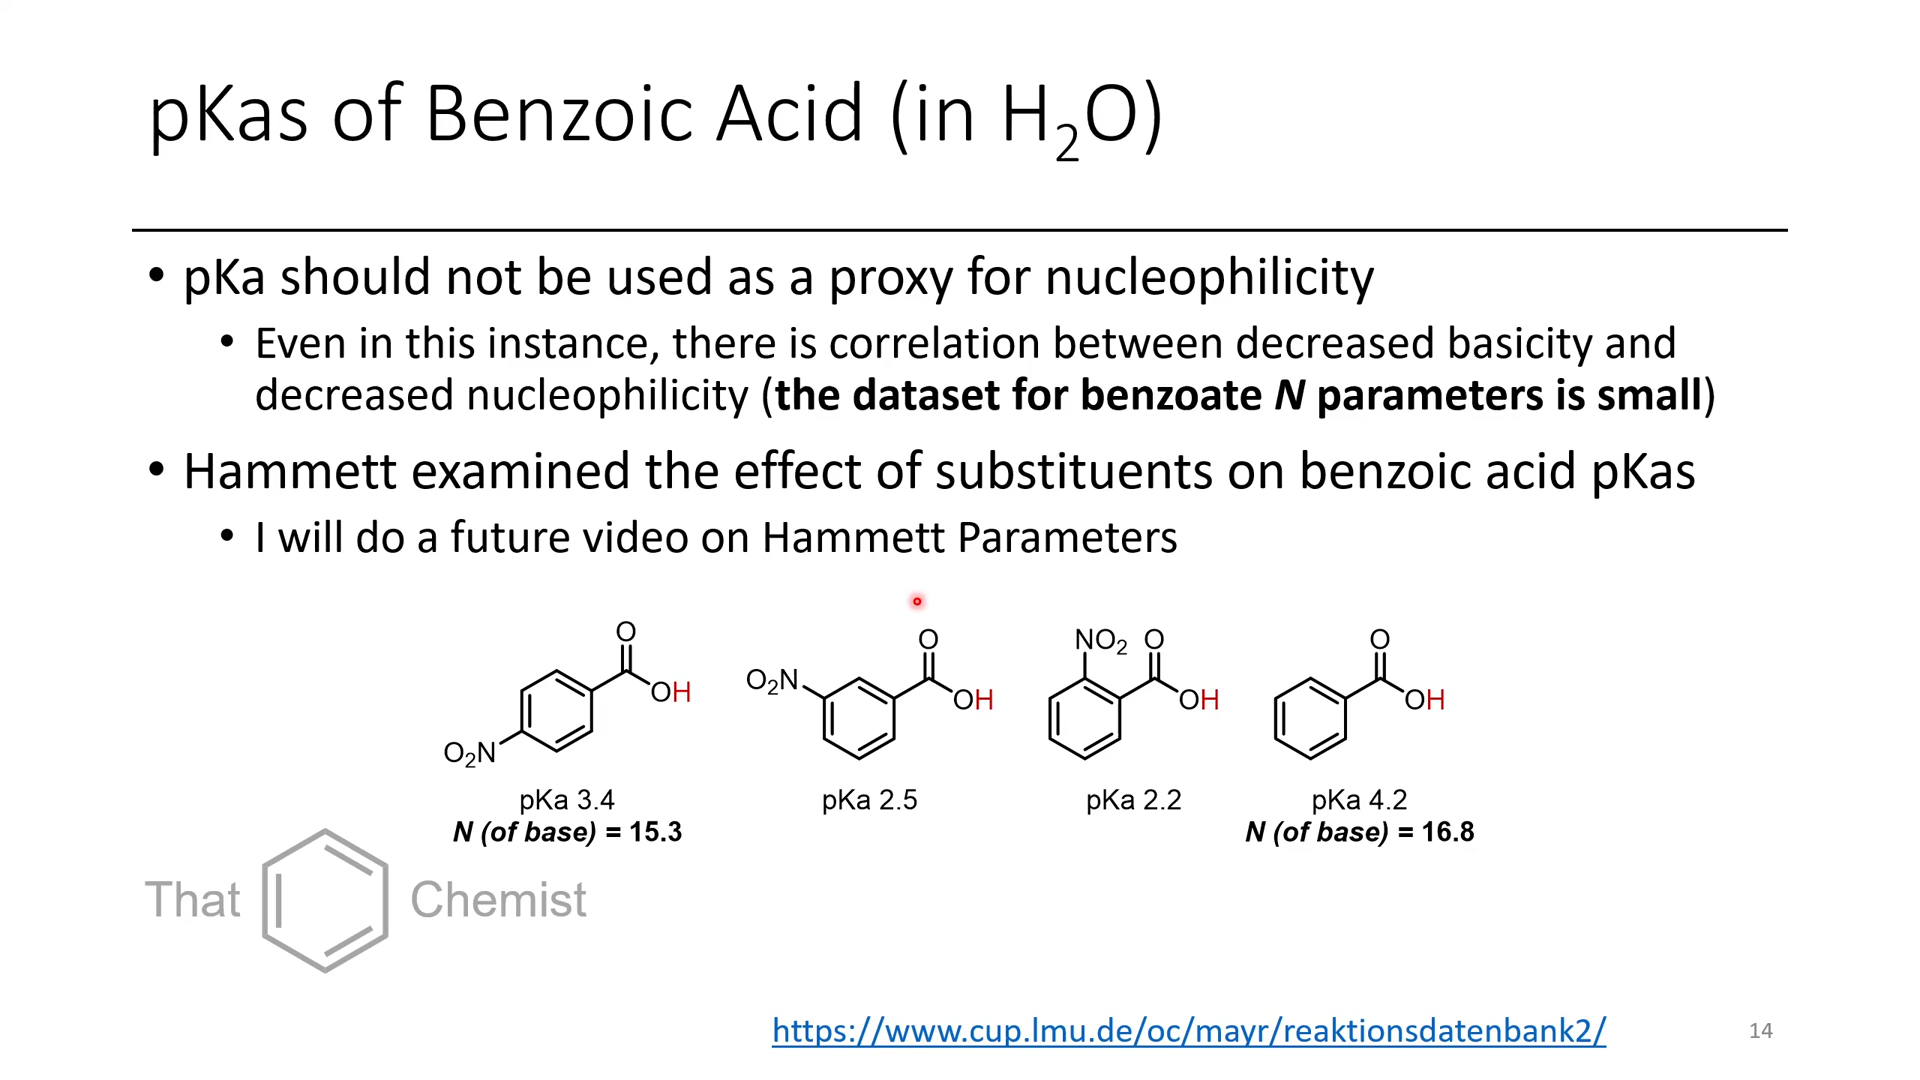 pKas of Benzoic Acid (in H₂O)
• pKa should not be used as a proxy for nucleophilicity
• Even in this instance, there is correlation between decreased basicity and
decreased nucleophilicity (the dataset for benzoate N parameters is small)
• Hammett examined the effect of substituents on benzoic acid pKas
• I will do a future video on Hammett Parameters
O
OH
O₂N
pKa 3.4
N (of base) = 15.3
O
O₂N
OH
pKa 2.5
NO₂ O
OH
pKa 2.2
O
OH
pKa 4.2
N (of base) = 16.8
That Chemist
https://www.cup.lmu.de/oc/mayr/reaktionsdatenbank2/
14